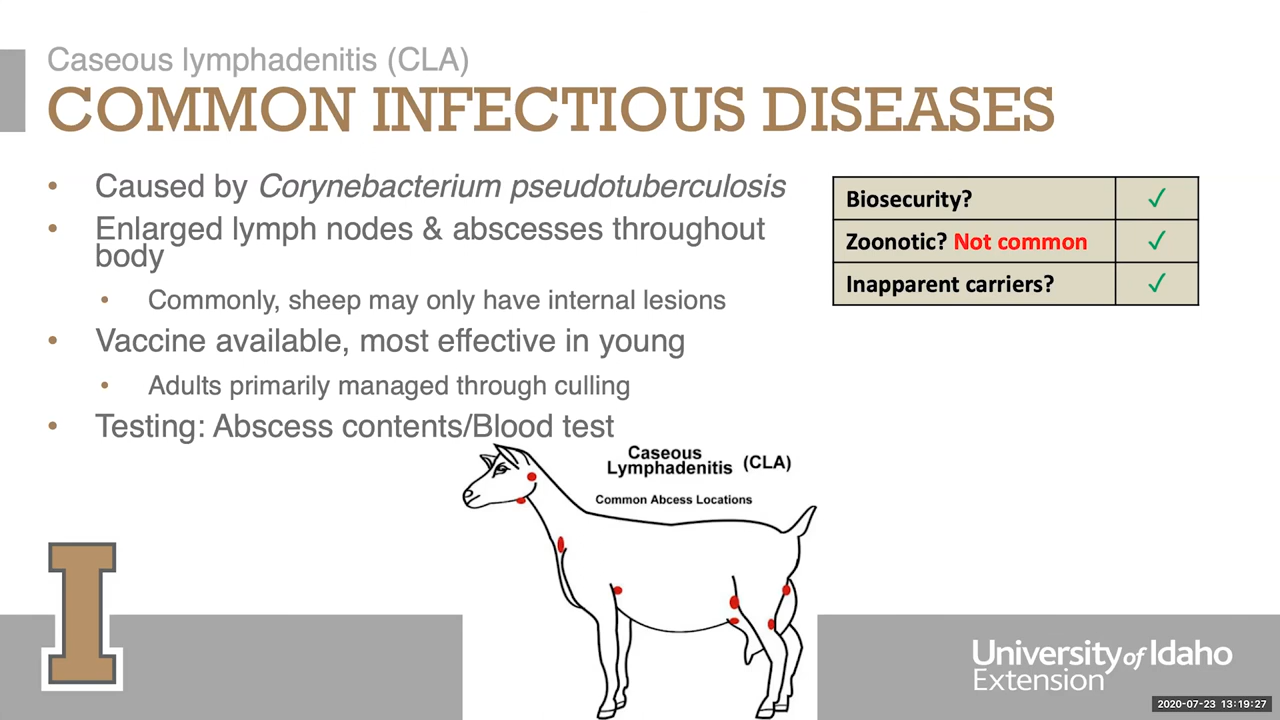 Caseous lymphadenitis (CLA)
COMMON INFECTIOUS DISEASES
• Caused by Corynebacterium pseudotuberculosis
• Enlarged lymph nodes & abscesses throughout
body
• Commonly, sheep may only have internal lesions
• Vaccine available, most effective in young
• Adults primarily managed through culling
• Testing: Abscess contents/Blood test
Biosecurity? ✓
Zoonotic? Not common ✓
Inapparent carriers? ✓
Caseous
Lymphadenitis (CLA)
Common Abcess Locations
I
University of Idaho
Extension
2020-07-23 13:19:27